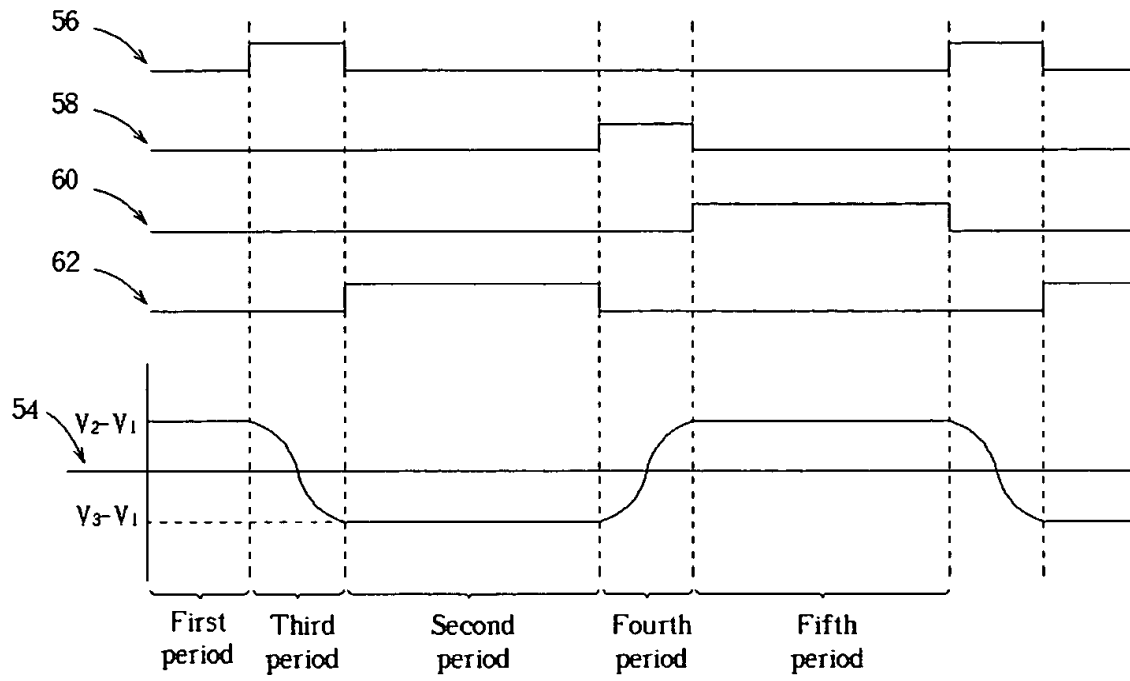 56
58
60
62
54
V2-V1
V3-V1
First period
Third period
Second period
Fourth period
Fifth period